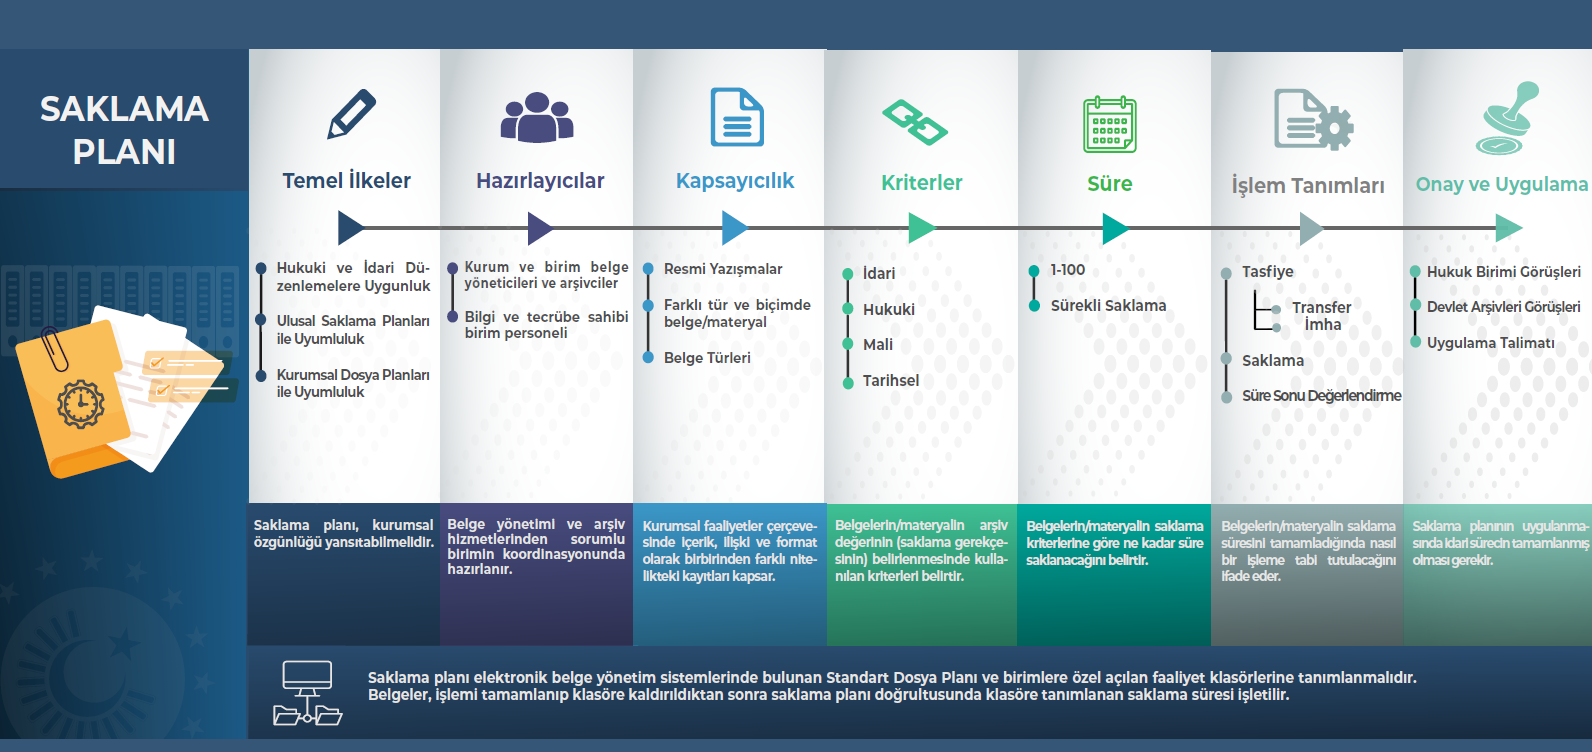 SAKLAMA
PLANI
Temel İlkeler
Hukuki ve İdari Dü-
zenlemelere Uygunluk
Ulusal Saklama Planları
ile Uyumluluk
Kurumsal Dosya Planları
ile Uyumluluk
Saklama planı, kurumsal
özgünlüğü yansıtabilmelidir.
Hazırlayıcılar
Kurum ve birim belge
yöneticileri ve arşivciler
Bilgi ve tecrübe sahibi
birim personeli
Belge yönetimi ve arşiv
hizmetlerinden sorumlu
birimin koordinasyonunda
hazırlanır.
Kapsayıcılık
Resmi Yazışmalar
Farklı tür ve biçimde
belge/materyal
Belge Türleri
Kurumsal faaliyetler çerçeve-
sinde içerik, ilişki ve format
olarak birbirinden farklı nite-
likteki kayıtları kapsar.
Kriterler
İdari
Hukuki
Mali
Tarihsel
Belgelerin/materyalin arşiv
değerinin (saklama gerekçe-
sinin) belirlenmesinde kulla-
nılan kriterleri belirtir.
Süre
1-100
Sürekli Saklama
Belgelerin/materyalin saklama
kriterlerine göre ne kadar süre
saklanacağını belirtir.
İşlem Tanımları
Tasfiye
Transfer
İmha
Saklama
Süre Sonu Değerlendirme
Belgelerin/materyalin saklama
süresini tamamladığında nasıl
bir işleme tabi tutulacağını
ifade eder.
Onay ve Uygulama
Hukuk Birimi Görüşleri
Devlet Arşivleri Görüşleri
Uygulama Talimatı
Saklama planının uygulanma-
sında idari sürecin tamamlanmış
olması gerekir.
Saklama planı elektronik belge yönetim sistemlerinde bulunan Standart Dosya Planı ve birimlere özel açılan faaliyet klasörlerine tanımlanmalıdır.
Belgeler, işlemi tamamlanıp klasöre kaldırıldıktan sonra saklama planı doğrultusunda klasöre tanımlanan saklama süresi işletilir.